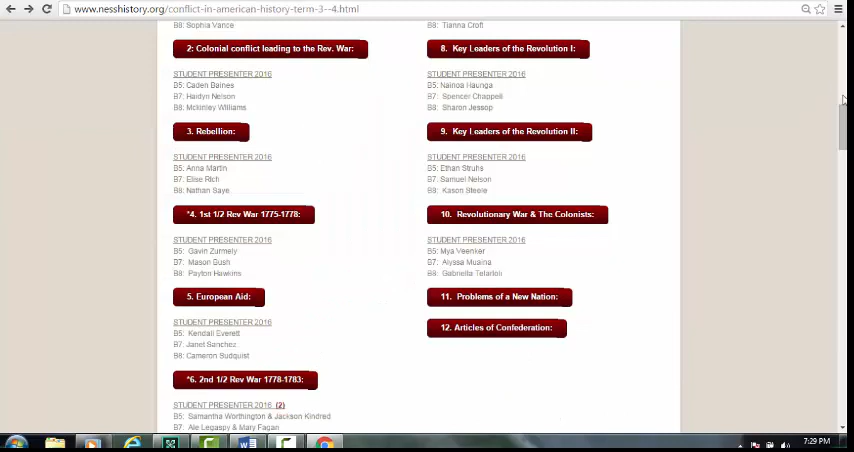 www.nesshistory.org/conflict-in-american-history-term-3--4.html
B8: Sophia Vance
2: Colonial conflict leading to the Rev. War:
STUDENT PRESENTER 2016
B5: Caden Baines
B7: Haidyn Nelson
B8: Mckinley Williams
3. Rebellion:
STUDENT PRESENTER 2016
B5: Anna Martin
B7: Elise Rich
B8: Nathan Saye
*4. 1st 1/2 Rev War 1775-1778:
STUDENT PRESENTER 2016
B5: Gavin Zurmely
B7: Mason Bush
B8: Payton Hawkins
5. European Aid:
STUDENT PRESENTER 2016
B5: Kendall Everett
B7: Janet Sanchez
B8: Cameron Sudquist
*6. 2nd 1/2 Rev War 1778-1783:
STUDENT PRESENTER 2016 (2)
B5: Samantha Worthington & Jackson Kindred
B7: Ale Legaspy & Mary Fagan
B8: Tianna Croft
8. Key Leaders of the Revolution I:
STUDENT PRESENTER 2016
B5: Nainoa Haunga
B7: Spencer Chappell
B8: Sharon Jessop
9. Key Leaders of the Revolution II:
STUDENT PRESENTER 2016
B5: Ethan Struhs
B7: Samuel Nelson
B8: Kason Steele
10. Revolutionary War & The Colonists:
STUDENT PRESENTER 2016
B5: Mya Veenker
B7: Alyssa Muaina
B8: Gabriella Telarloli
11. Problems of a New Nation:
12. Articles of Confederation:
7:29 PM